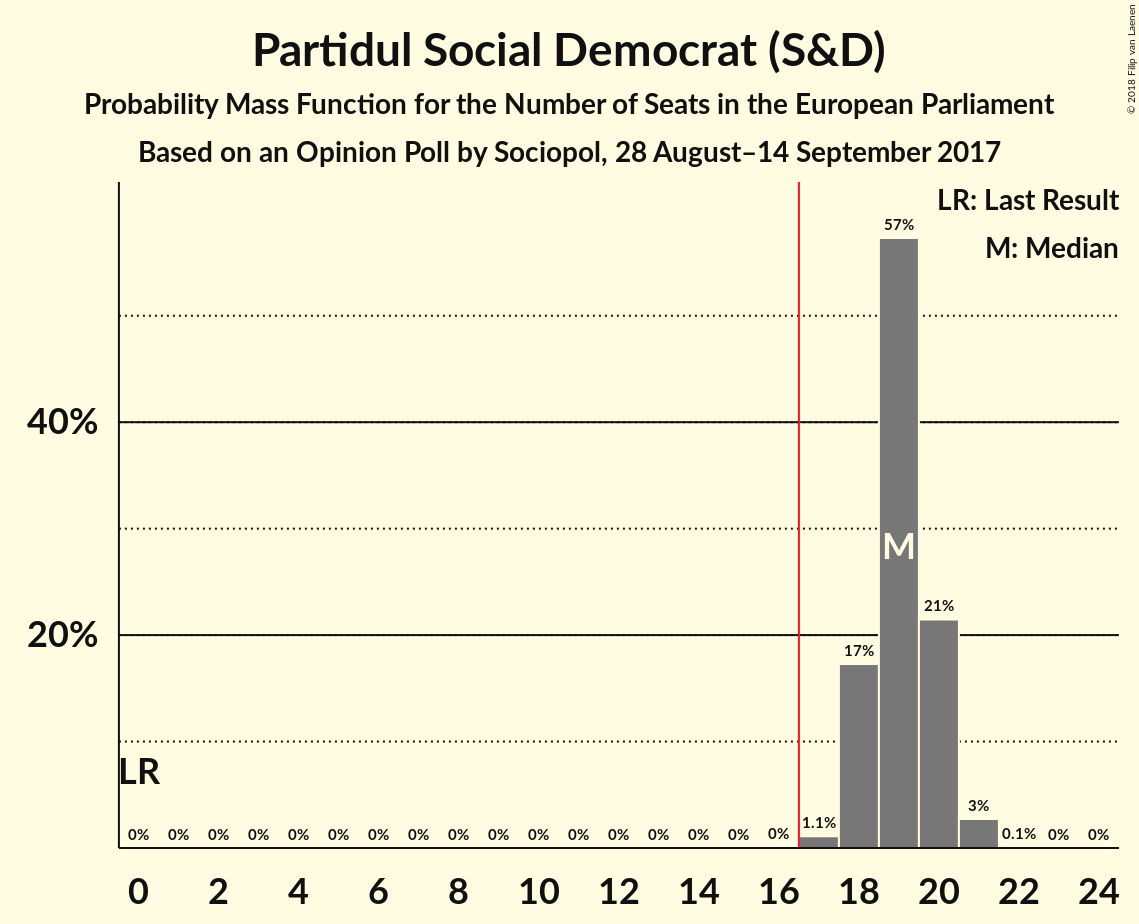 Partidul Social Democrat (S&D)
Probability Mass Function for the Number of Seats in the European Parliament
Based on an Opinion Poll by Sociopol, 28 August–14 September 2017
© 2018 Filip van Laenen
LR: Last Result
M: Median
57%
40%
M
21%
20%
17%
LR
3%
1.1%
0% 0% 0% 0% 0% 0% 0% 0% 0% 0% 0% 0% 0% 0% 0% 0% 0% 0.1% 0% 0%
0 2 4 6 8 10 12 14 16 18 20 22 24